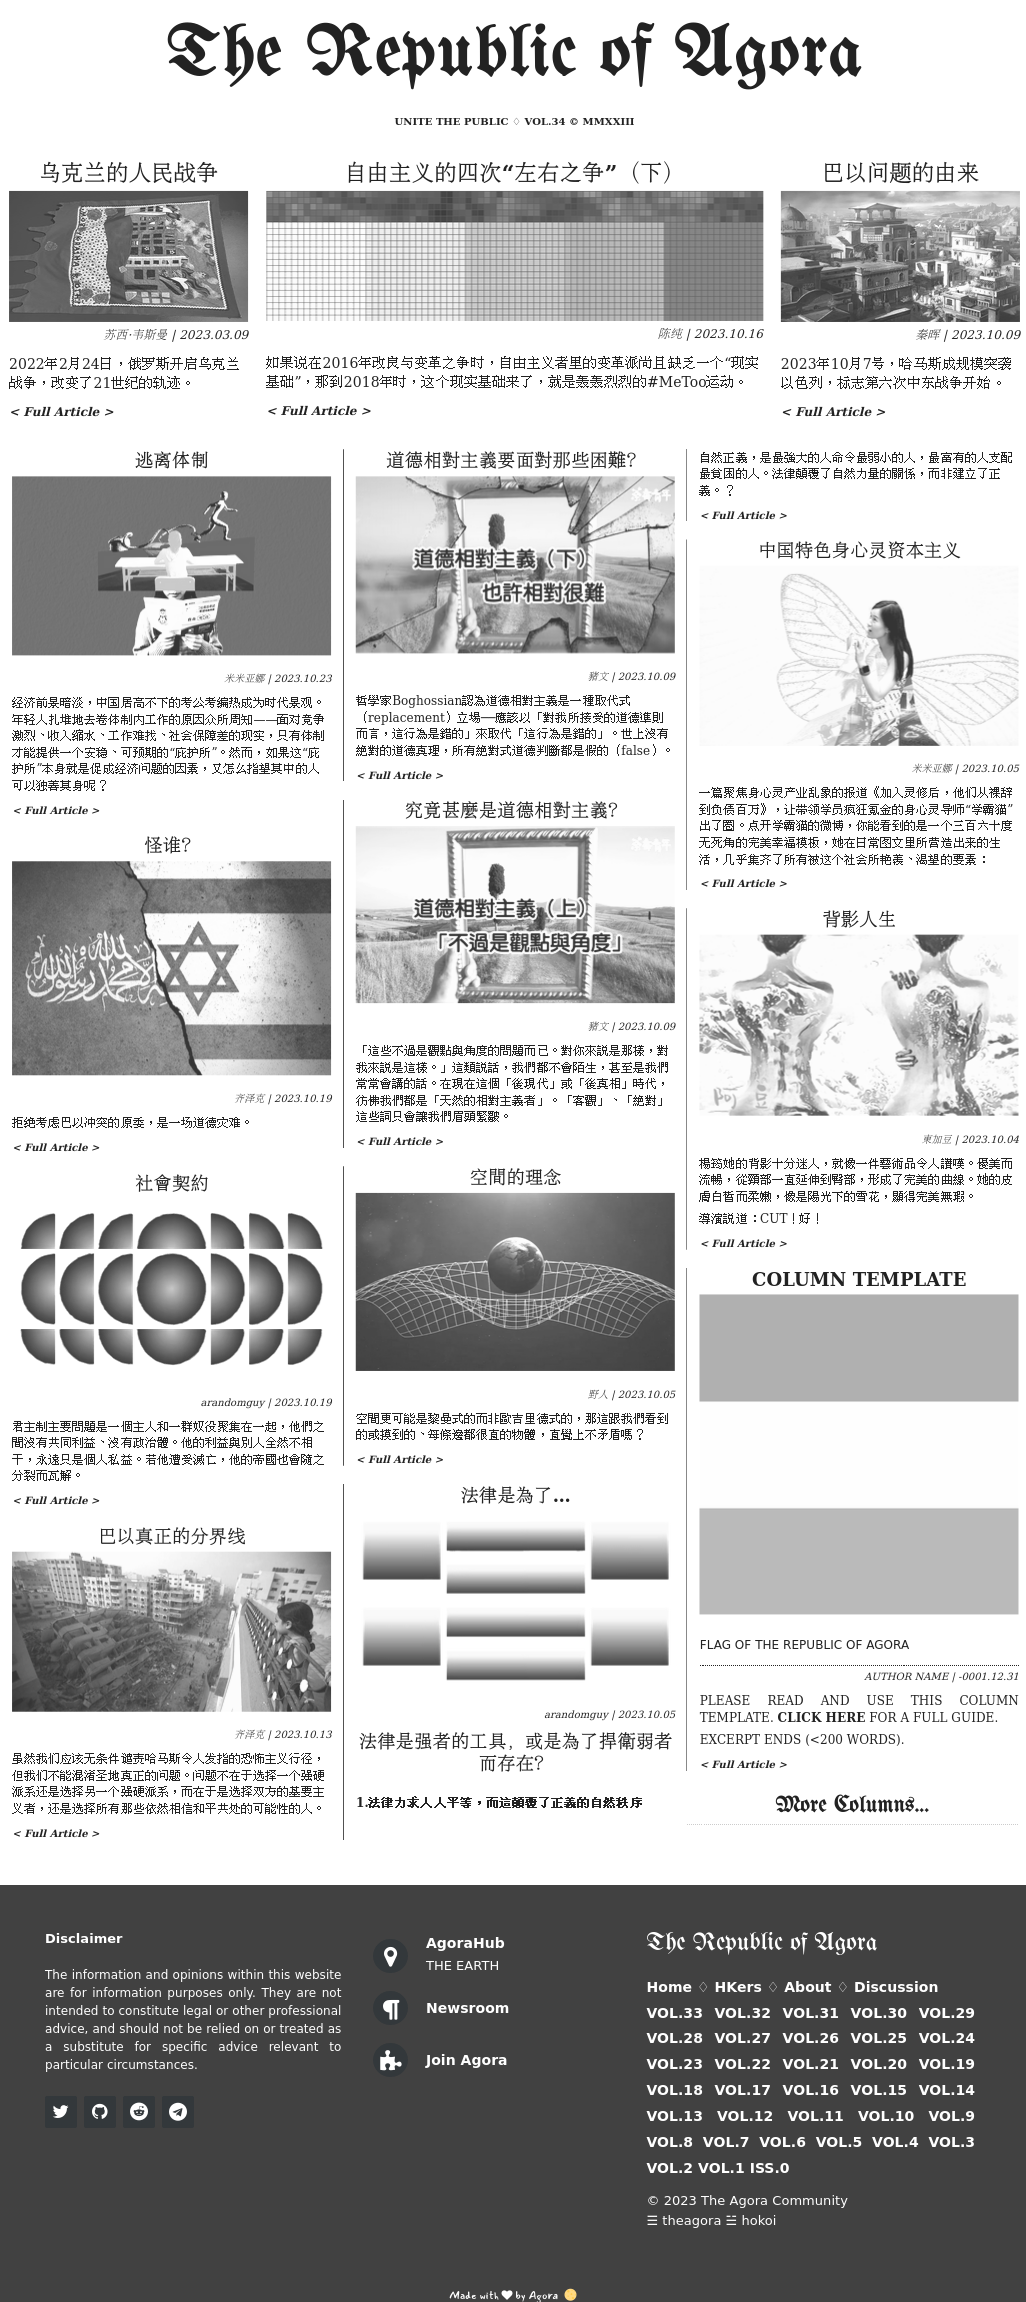 The Republic of Agora
UNITE THE PUBLIC ♢ VOL.34 © MMXXIII
乌克兰的人民战争
苏西·韦斯曼 | 2023.03.09
2022年2月24日，俄罗斯开启乌克兰
战争，改变了21世纪的轨迹。
< Full Article >
自由主义的四次“左右之争”（下）
陈纯 | 2023.10.16
如果说在2016年改良与变革之争时，自由主义者里的变革派尚且缺乏一个“现实
基础”，那到2018年时，这个现实基础来了，就是轰轰烈烈的#MeToo运动。
< Full Article >
巴以问题的由来
秦晖 | 2023.10.09
2023年10月7号，哈马斯成规模突袭
以色列，标志第六次中东战争开始。
< Full Article >
逃离体制
米米亚娜 | 2023.10.23
经济前景暗淡，中国居高不下的考公考编热成为时代景观。
年轻人扎堆地去卷体制内工作的原因众所周知——面对竞争
激烈、收入缩水、工作难找、社会保障差的现实，只有体制
才能提供一个安稳、可预期的“庇护所”。然而，如果这“庇
护所”本身就是促成经济问题的因素，又怎么指望其中的人
可以独善其身呢？
< Full Article >
怪谁?
齐泽克 | 2023.10.19
拒绝考虑巴以冲突的原委，是一场道德灾难。
< Full Article >
社會契約
arandomguy | 2023.10.19
君主制主要問題是一個主人和一群奴役聚集在一起，他們之
間沒有共同利益、沒有政治體。他的利益與別人全然不相
干，永遠只是個人私益。若他遭受滅亡，他的帝國也會隨之
分裂而瓦解。
< Full Article >
巴以真正的分界线
齐泽克 | 2023.10.13
虽然我们应该无条件谴责哈马斯令人发指的恐怖主义行径，
但我们不能混淆圣地真正的问题。问题不在于选择一个强硬
派系还是选择另一个强硬派系，而在于是选择双方的基要主
义者，还是选择所有那些依然相信和平共处的可能性的人。
< Full Article >
道德相對主義要面對那些困難?
道德相對主義（下）
也許相對很難
豬文 | 2023.10.09
哲學家Boghossian認為道德相對主義是一種取代式
（replacement）立場──應該以「對我所接受的道德準則
而言，這行為是錯的」來取代「這行為是錯的」。世上沒有
絕對的道德真理，所有絕對式道德判斷都是假的（false）。
< Full Article >
究竟甚麼是道德相對主義?
道德相對主義（上）
「不過是觀點與角度」
豬文 | 2023.10.09
「這些不過是觀點與角度的問題而已。對你來說是那樣，對
我來說是這樣。」這類說話，我們都不會陌生，甚至是我們
常常會講的話。在現在這個「後現代」或「後真相」時代，
彷彿我們都是「天然的相對主義者」。「客觀」、「絕對」
這些詞只會讓我們眉頭緊皺。
< Full Article >
空間的理念
野人 | 2023.10.05
空間更可能是黎曼式的而非歐吉里德式的，那這跟我們看到
的或摸到的、每條邊都很直的物體，直覺上不矛盾嗎？
< Full Article >
法律是為了…
arandomguy | 2023.10.05
法律是强者的工具，或是為了捍衛弱者
而存在?
1.法律力求人人平等，而這顛覆了正義的自然秩序
自然正義，是最強大的人命令最弱小的人，最富有的人支配
最貧困的人。法律顛覆了自然力量的關係，而非建立了正
義。？
< Full Article >
中国特色身心灵资本主义
米米亚娜 | 2023.10.05
一篇聚焦身心灵产业乱象的报道《加入灵修后，他们从裸辞
到负债百万》，让带领学员疯狂氪金的身心灵导师“学霸猫”
出了圈。点开学霸猫的微博，你能看到的是一个三百六十度
无死角的完美幸福模板，她在日常图文里所营造出来的生
活，几乎集齐了所有被这个社会所艳羡、渴望的要素：
< Full Article >
背影人生
東加豆 | 2023.10.04
楊筠她的背影十分迷人，就像一件藝術品令人讚嘆。優美而
流暢，從頸部一直延伸到臀部，形成了完美的曲線。她的皮
膚白皙而柔嫩，像是陽光下的雪花，顯得完美無瑕。
導演說道：CUT！好！
< Full Article >
COLUMN TEMPLATE
FLAG OF THE REPUBLIC OF AGORA
AUTHOR NAME | -0001.12.31
PLEASE READ AND USE THIS COLUMN
TEMPLATE. CLICK HERE FOR A FULL GUIDE.
EXCERPT ENDS (<200 WORDS).
< Full Article >
More Columns...
Disclaimer
The information and opinions within this website
are for information purposes only. They are not
intended to constitute legal or other professional
advice, and should not be relied on or treated as
a substitute for specific advice relevant to
particular circumstances.
AgoraHub
THE EARTH
Newsroom
Join Agora
The Republic of Agora
Home ♢ HKers ♢ About ♢ Discussion
VOL.33 VOL.32 VOL.31 VOL.30 VOL.29
VOL.28 VOL.27 VOL.26 VOL.25 VOL.24
VOL.23 VOL.22 VOL.21 VOL.20 VOL.19
VOL.18 VOL.17 VOL.16 VOL.15 VOL.14
VOL.13 VOL.12 VOL.11 VOL.10 VOL.9
VOL.8 VOL.7 VOL.6 VOL.5 VOL.4 VOL.3
VOL.2 VOL.1 ISS.0
© 2023 The Agora Community
☰ theagora ☱ hokoi
Made with ♥ by Agora